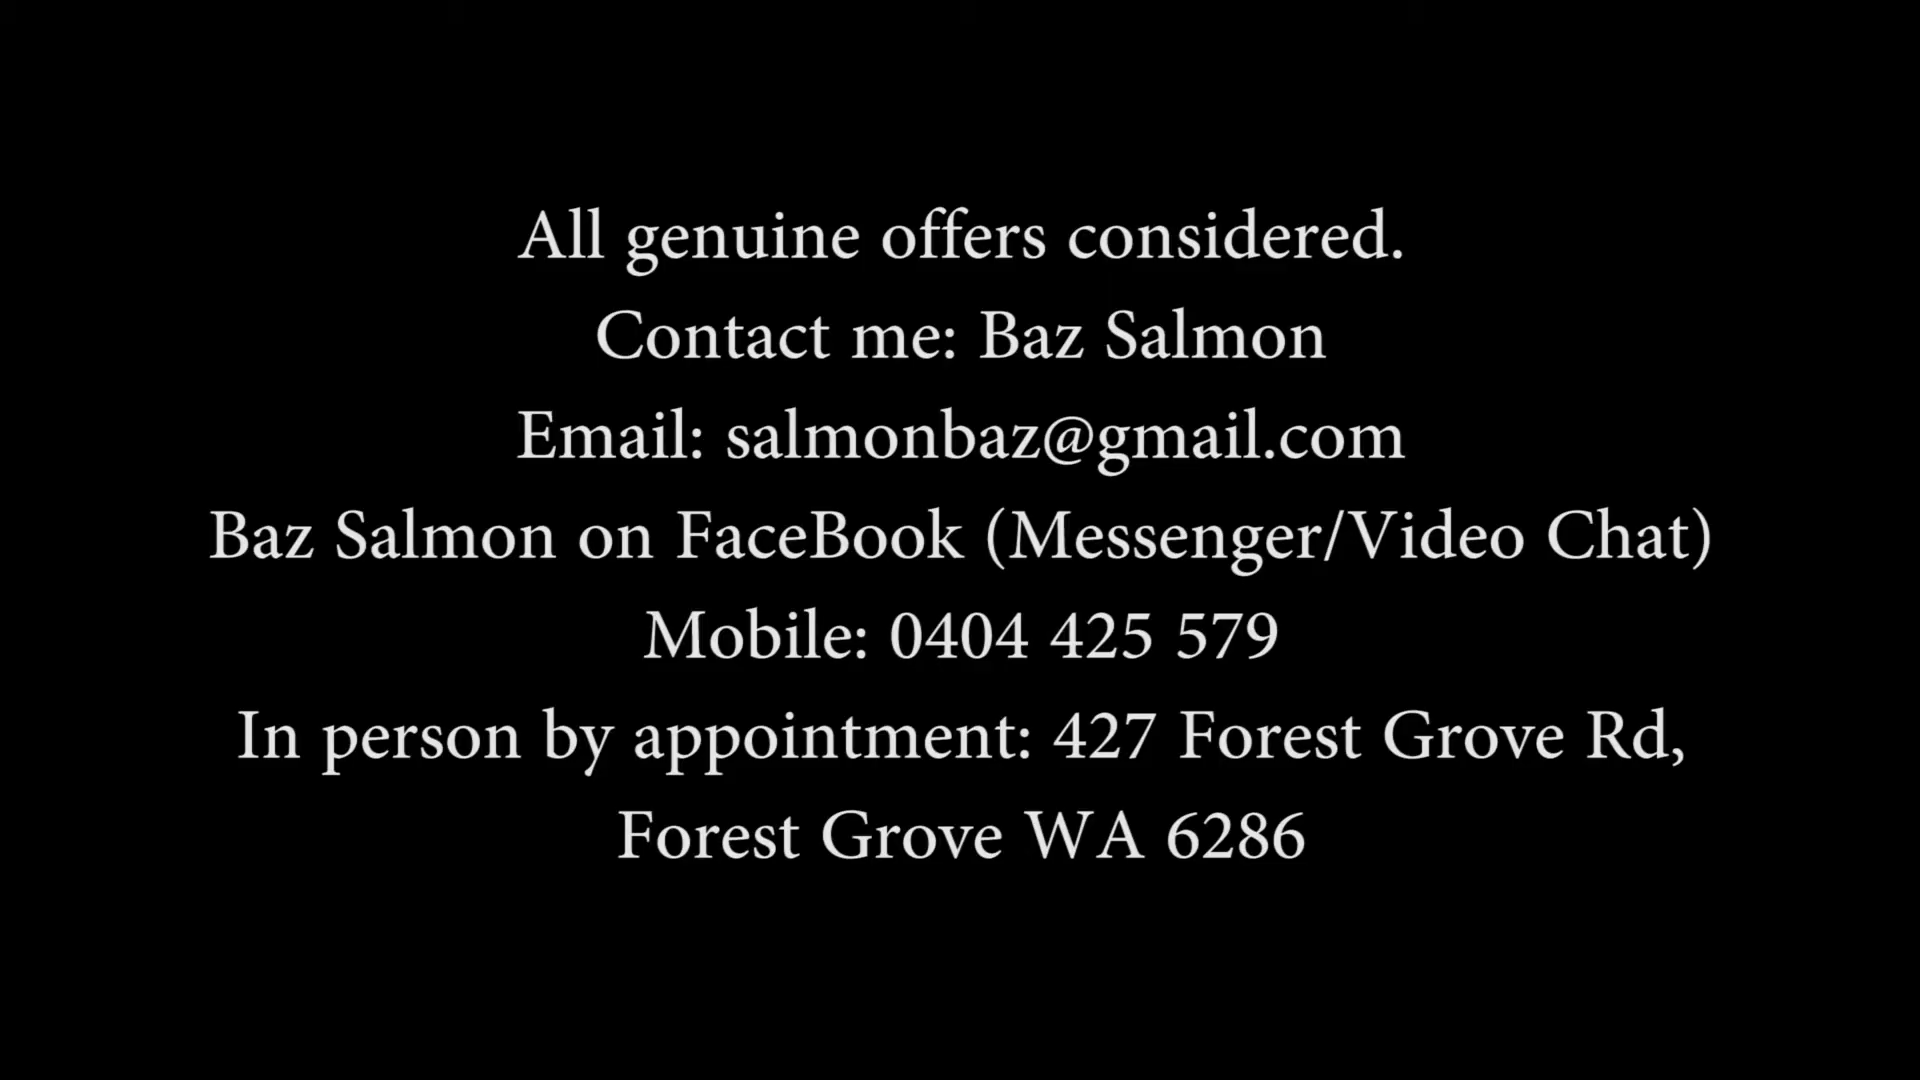 All genuine offers considered.
Contact me: Baz Salmon
Email: salmonbaz@gmail.com
Baz Salmon on FaceBook (Messenger/Video Chat)
Mobile: 0404 425 579
In person by appointment: 427 Forest Grove Rd,
Forest Grove WA 6286